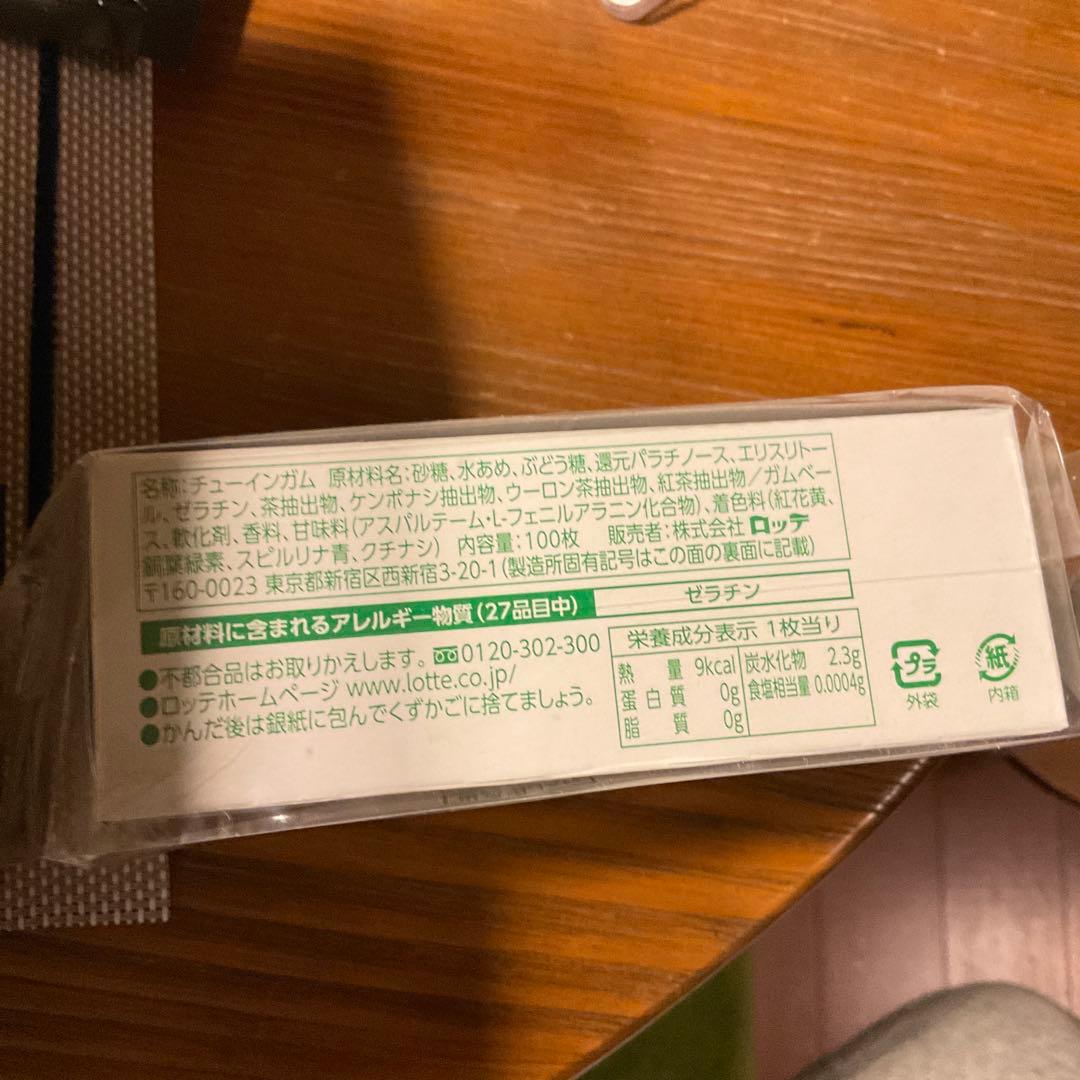 名称:チューインガム 原材料名:砂糖、水あめ、ぶどう糖、還元パラチノース、エリスリトー
ル、ゼラチン、茶抽出物、ケンポナシ抽出物、ウーロン茶抽出物、紅茶抽出物/ガムベー
ス、軟化剤、香料、甘味料(アスパルテーム・L-フェニルアラニン化合物)、着色料(紅花黄、
銅葉緑素、スピルリナ青、クチナシ) 内容量:100枚 販売者:株式会社 ロッテ
〒160-0023 東京都新宿区西新宿3-20-1(製造所固有記号はこの面の裏面に記載)
原材料に含まれるアレルギー物質(27品目中) ゼラチン
●不都合品はお取りかえします。0120-302-300
●ロッテホームページ www.lotte.co.jp/
●かんだ後は銀紙に包んでくずかごに捨てましょう。
栄養成分表示 1枚当り
熱量 9kcal 炭水化物 2.3g
蛋白質 0g 食塩相当量 0.0004g
脂質 0g
プラ
外袋
紙
内箱